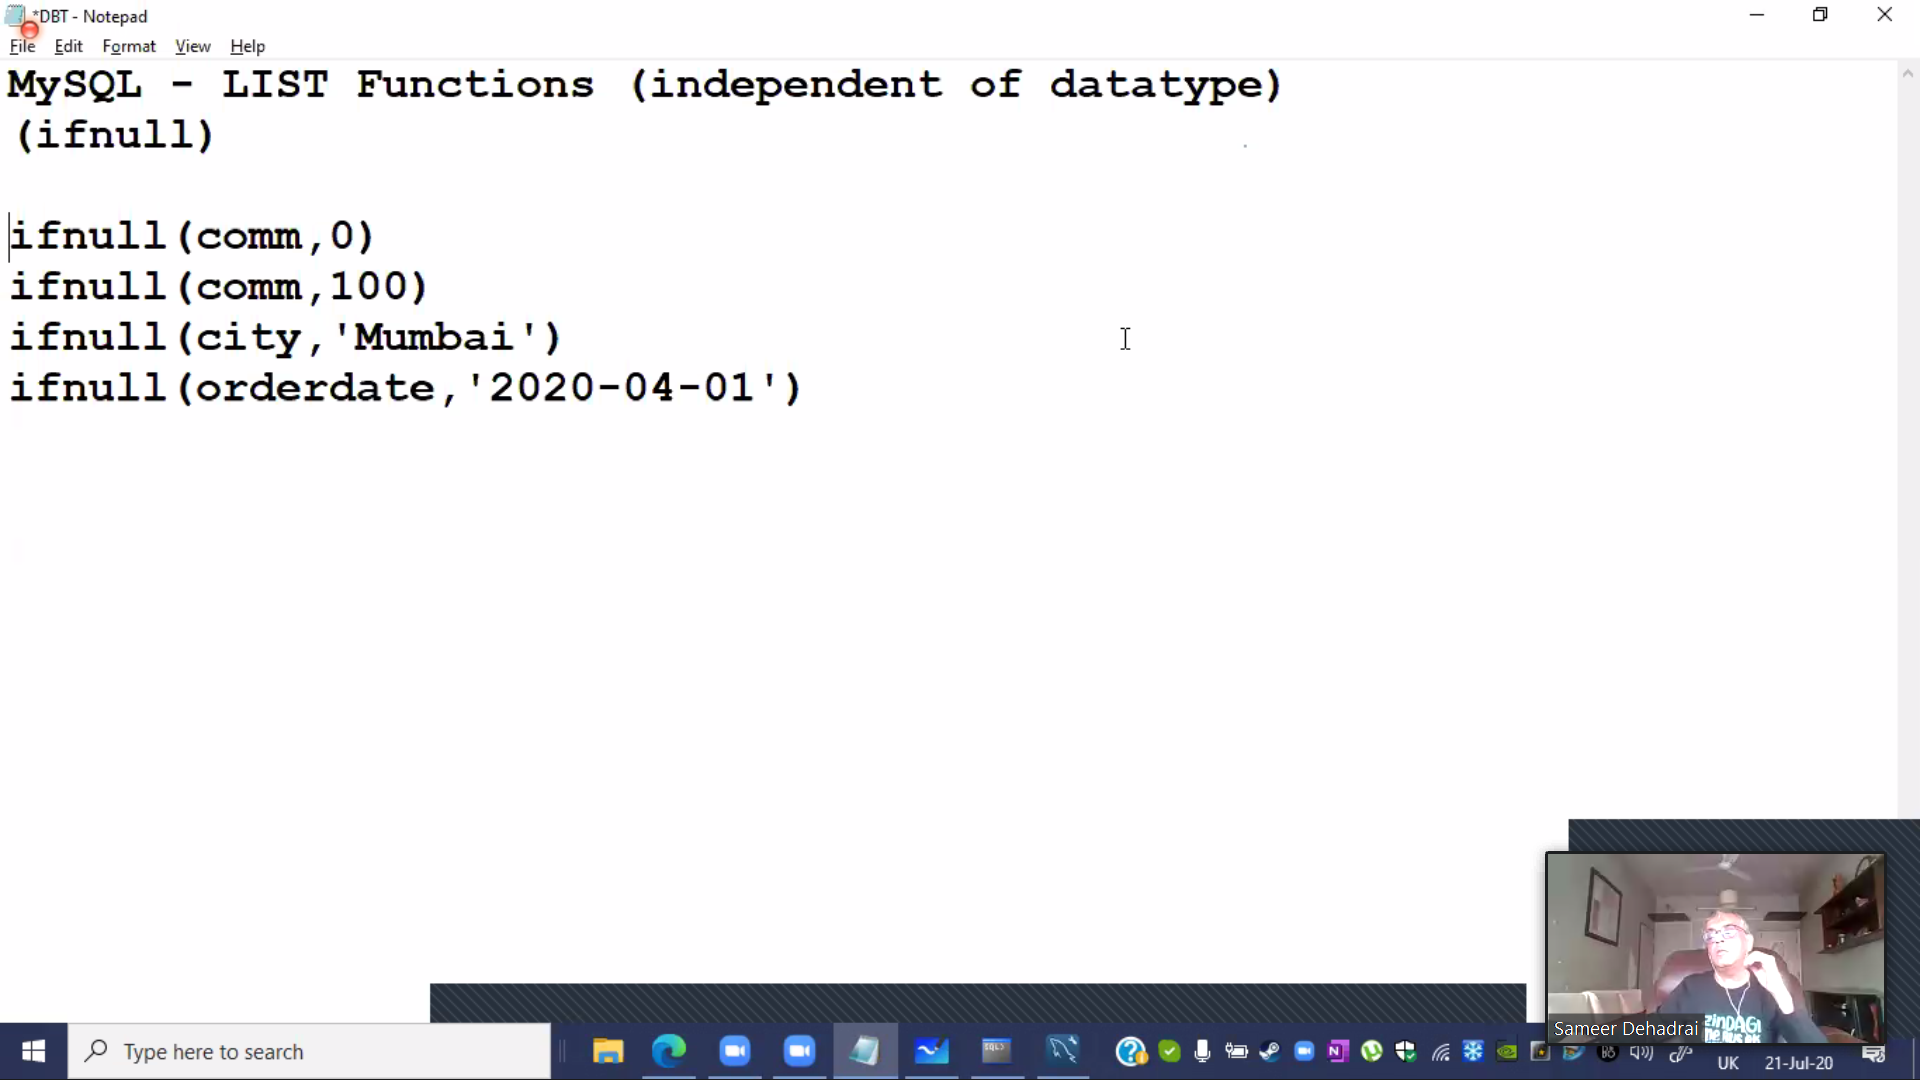 *DBT - Notepad
File Edit Format View Help
MySQL - LIST Functions (independent of datatype)
(ifnull)
ifnull(comm,0)
ifnull(comm,100)
ifnull(city,'Mumbai')
ifnull(orderdate,'2020-04-01')
Sameer Dehadrai
ZiNDAGI
Type here to search
UK
21-Jul-20